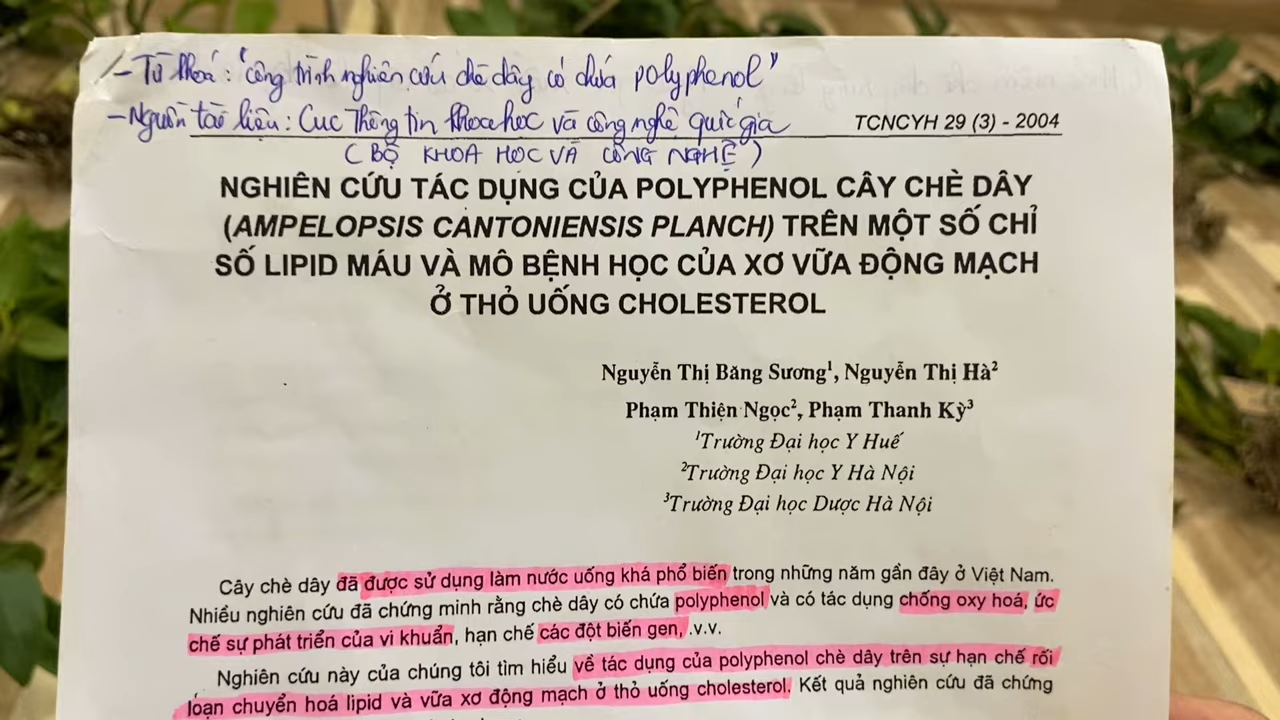 - Từ khoá: "công trình nghiên cứu chè dây có chứa polyphenol"
- Nguồn tài liệu: Cục Thông tin khoa học và công nghệ quốc gia
(BỘ KHOA HỌC VÀ CÔNG NGHỆ)
TCNCYH 29 (3) - 2004
NGHIÊN CỨU TÁC DỤNG CỦA POLYPHENOL CÂY CHÈ DÂY
(AMPELOPSIS CANTONIENSIS PLANCH) TRÊN MỘT SỐ CHỈ
SỐ LIPID MÁU VÀ MÔ BỆNH HỌC CỦA XƠ VỮA ĐỘNG MẠCH
Ở THỎ UỐNG CHOLESTEROL
Nguyễn Thị Băng Sương¹, Nguyễn Thị Hà²
Phạm Thiện Ngọc², Phạm Thanh Kỳ³
¹Trường Đại học Y Huế
²Trường Đại học Y Hà Nội
³Trường Đại học Dược Hà Nội
Cây chè dây đã được sử dụng làm nước uống khá phổ biến trong những năm gần đây ở Việt Nam.
Nhiều nghiên cứu đã chứng minh rằng chè dây có chứa polyphenol và có tác dụng chống oxy hoá, ức
chế sự phát triển của vi khuẩn, hạn chế các đột biến gen, .v.v.
Nghiên cứu này của chúng tôi tìm hiểu về tác dụng của polyphenol chè dây trên sự hạn chế rối
loạn chuyển hoá lipid và vữa xơ động mạch ở thỏ uống cholesterol. Kết quả nghiên cứu đã chứng